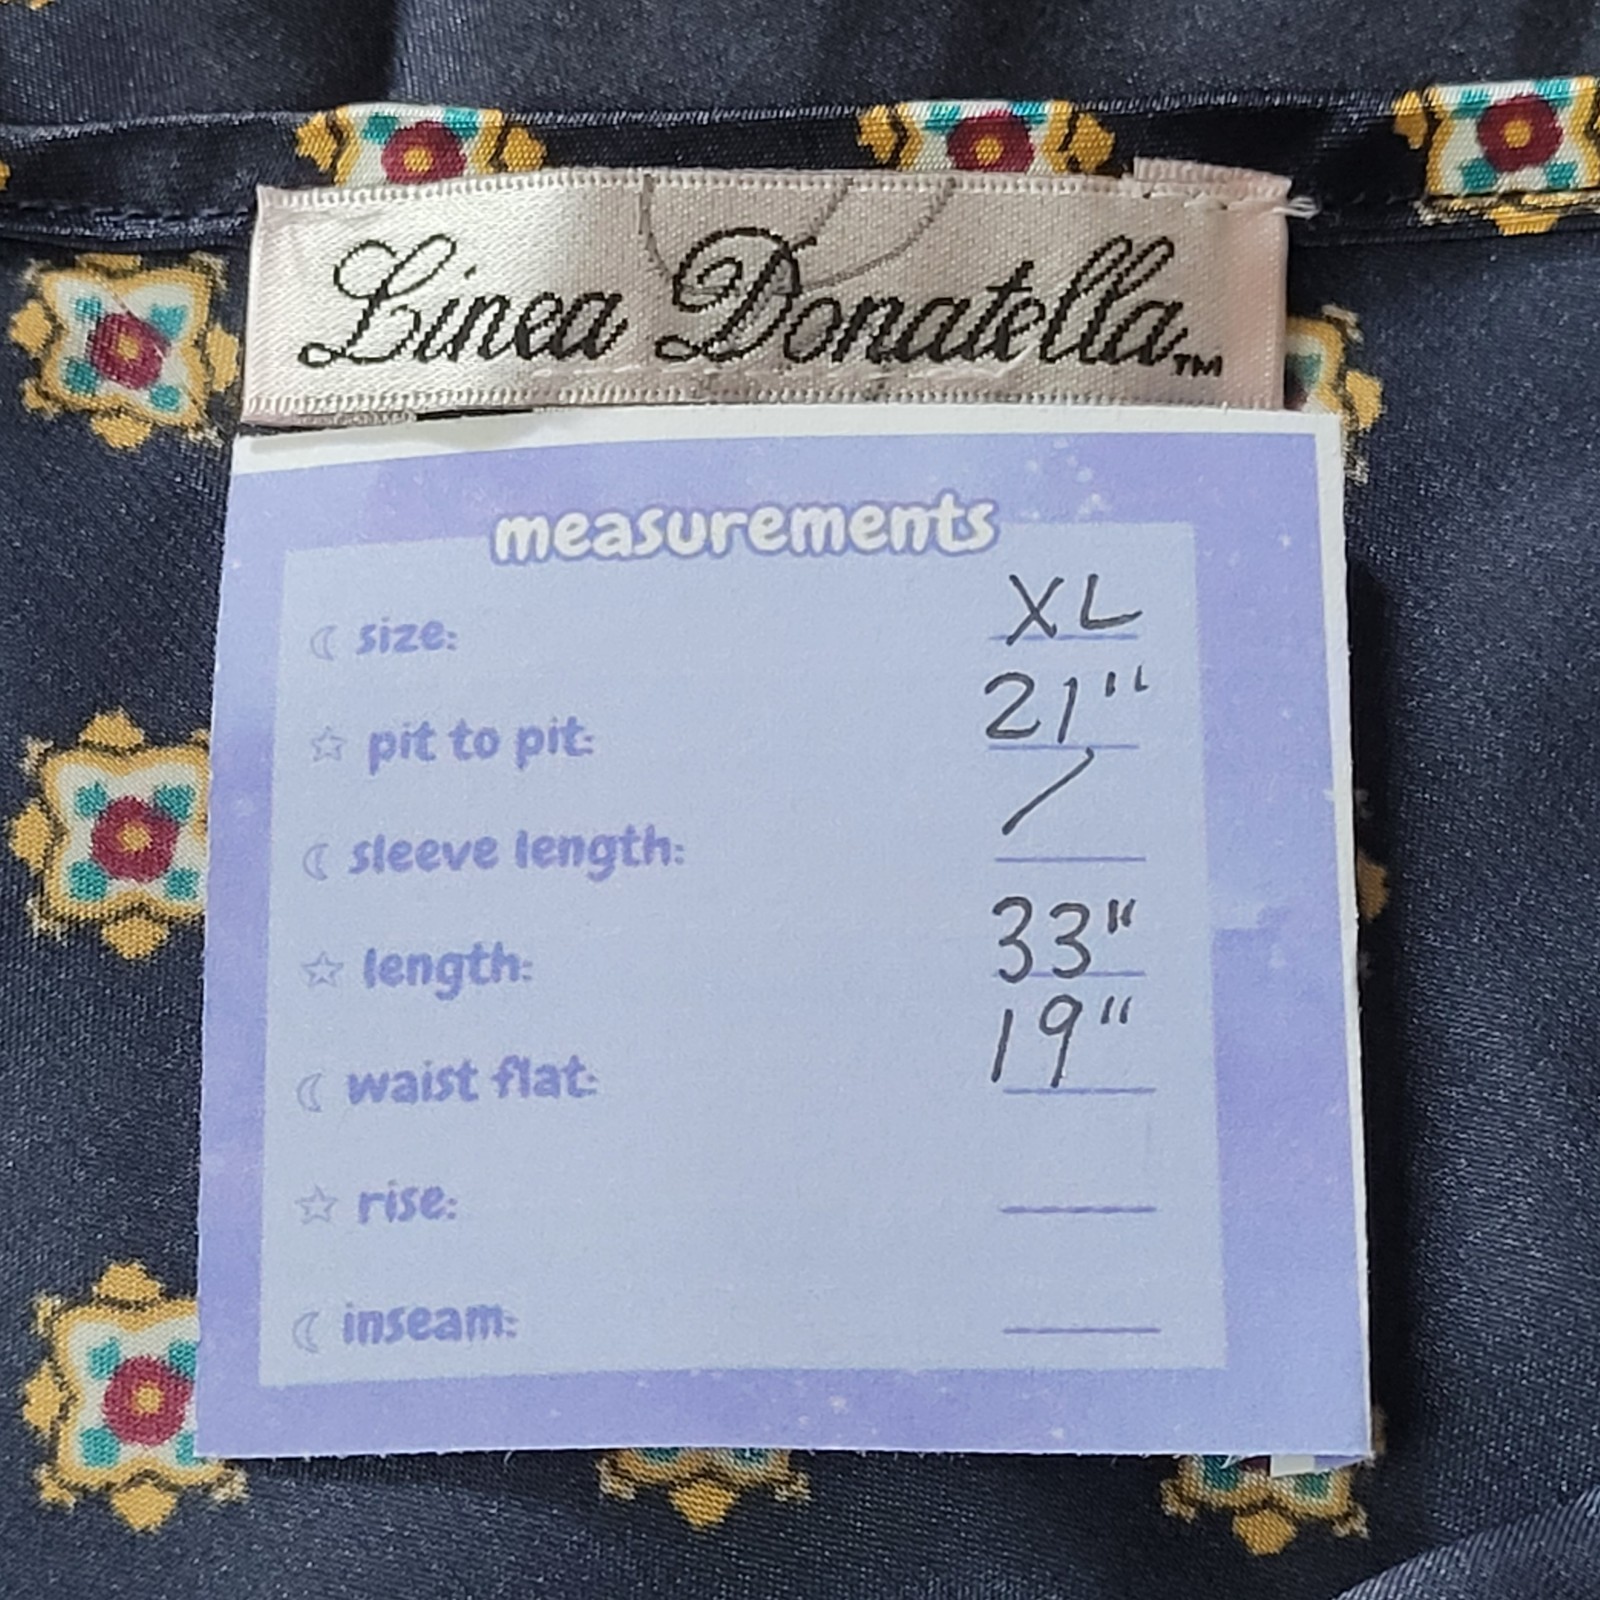 Linea Donatella™
measurements
size: XL
pit to pit: 21"
sleeve length: /
length: 33"
waist flat: 19"
rise:
inseam: